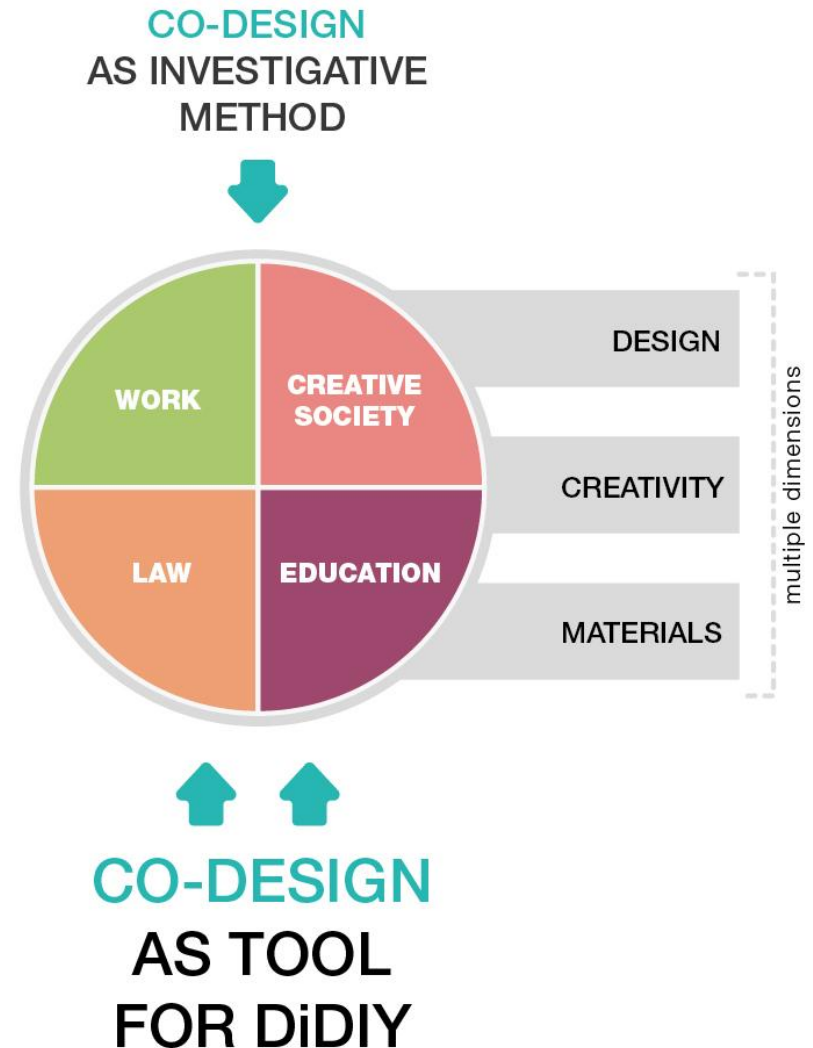 CO-DESIGN
AS INVESTIGATIVE
METHOD
WORK
CREATIVE
SOCIETY
LAW
EDUCATION
DESIGN
CREATIVITY
MATERIALS
multiple dimensions
CO-DESIGN
AS TOOL
FOR DiDIY